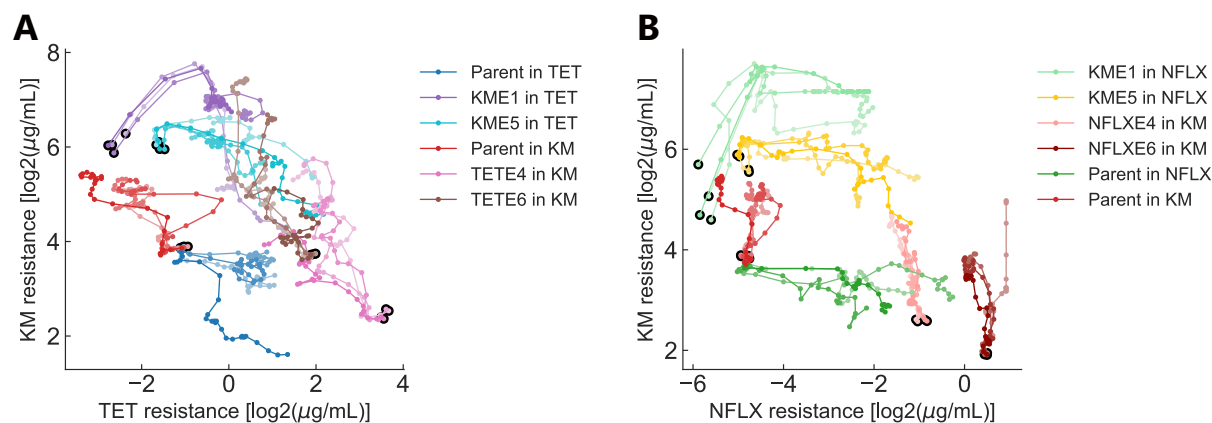 A
KM resistance [log2(μg/mL)]
8
6
4
2
−2
0
2
4
TET resistance [log2(μg/mL)]
Parent in TET
KME1 in TET
KME5 in TET
Parent in KM
TETE4 in KM
TETE6 in KM
B
KM resistance [log2(μg/mL)]
6
4
2
−6
−4
−2
0
NFLX resistance [log2(μg/mL)]
KME1 in NFLX
KME5 in NFLX
NFLXE4 in KM
NFLXE6 in KM
Parent in NFLX
Parent in KM